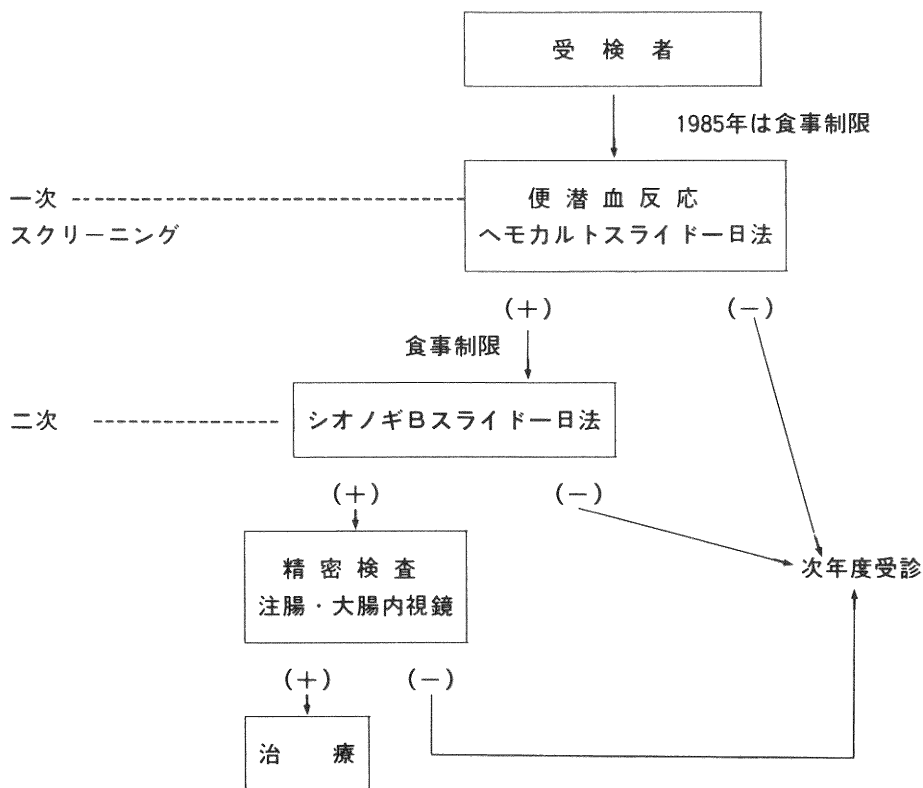 受検者
1985年は食事制限
一次
スクリーニング
便潜血反応
ヘモカルトスライド一日法
(+)
(-)
食事制限
二次
シオノギBスライド一日法
(+)
(-)
精密検査
注腸・大腸内視鏡
次年度受診
(+)
(-)
治療